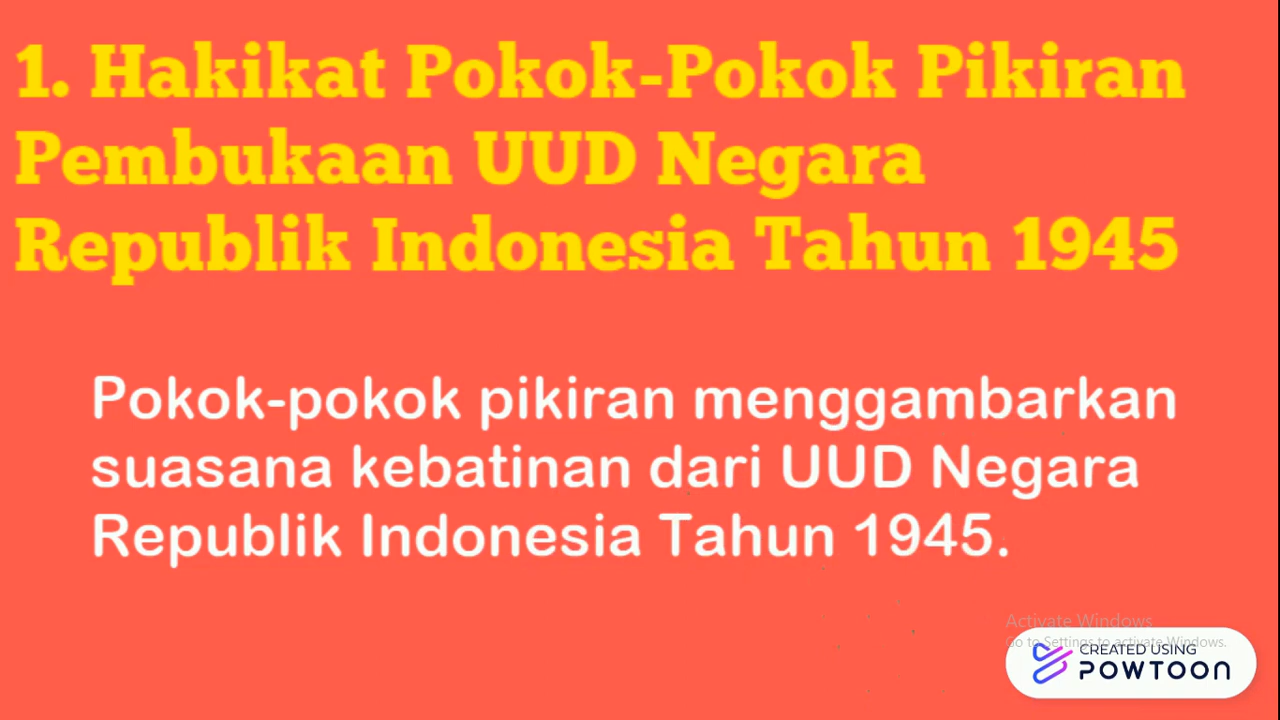 1. Hakikat Pokok-Pokok Pikiran
Pembukaan UUD Negara
Republik Indonesia Tahun 1945
Pokok-pokok pikiran menggambarkan
suasana kebatinan dari UUD Negara
Republik Indonesia Tahun 1945.
Activate Windows
Go to Settings to activate Windows.
CREATED USING
POWTOON